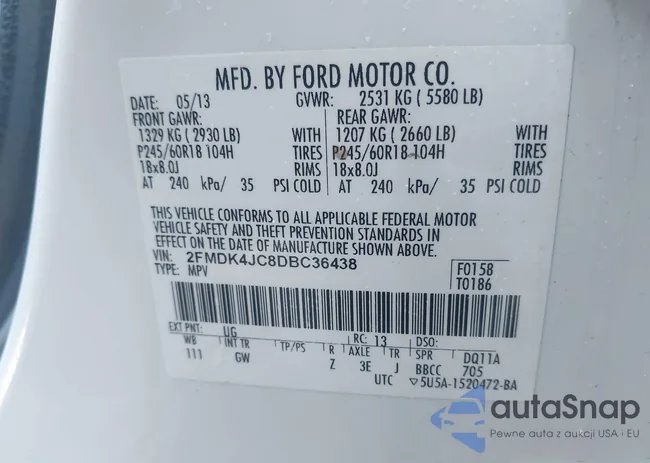 MFD. BY FORD MOTOR CO.
DATE: 05/13 GVWR: 2531 KG ( 5580 LB)
FRONT GAWR: REAR GAWR:
1329 KG ( 2930 LB) WITH 1207 KG ( 2660 LB) WITH
P245/60R18 104H TIRES P245/60R18 104H TIRES
18x8.0J RIMS 18x8.0J RIMS
AT 240 kPa/ 35 PSI COLD AT 240 kPa/ 35 PSI COLD
THIS VEHICLE CONFORMS TO ALL APPLICABLE FEDERAL MOTOR
VEHICLE SAFETY AND THEFT PREVENTION STANDARDS IN
EFFECT ON THE DATE OF MANUFACTURE SHOWN ABOVE.
VIN: 2FMDK4JC8DBC36438 F0158
TYPE: MPV T0186
EXT PNT: UG RC: 13 DSO:
WB INT TR TP/PS R AXLE TR SPR DQ11A
111 GW Z 3E J BBCC 705
UTC ▽5U5A-1520472-BA
autaSnap
Pewne auta z aukcji USA i EU